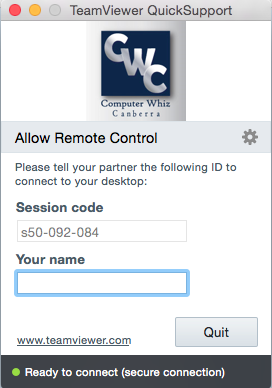 TeamViewer QuickSupport
CWC
Computer Whiz
Canberra
Allow Remote Control
Please tell your partner the following ID to
connect to your desktop:
Session code
s50-092-084
Your name
www.teamviewer.com
Quit
Ready to connect (secure connection)